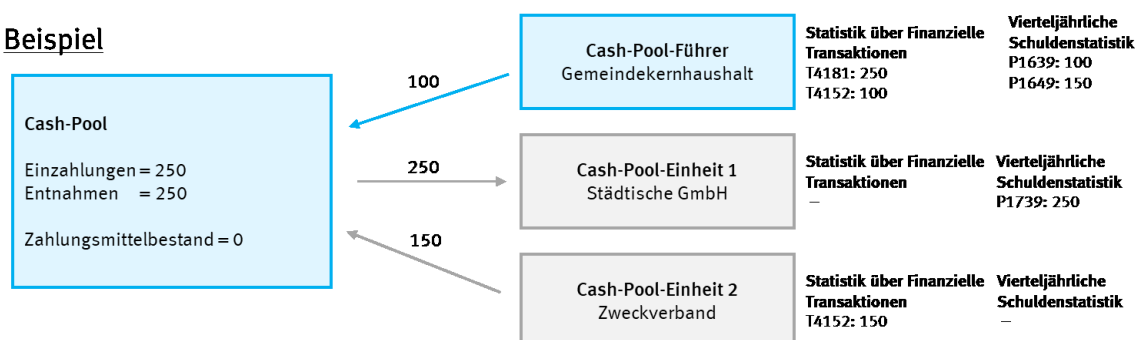 Beispiel
Cash-Pool
Einzahlungen = 250
Entnahmen = 250
Zahlungsmittelbestand = 0
100
250
150
Cash-Pool-Führer
Gemeindekernhaushalt
Statistik über Finanzielle
Transaktionen
T4181: 250
T4152: 100
Vierteljährliche
Schuldenstatistik
P1639: 100
P1649: 150
Cash-Pool-Einheit 1
Städtische GmbH
Statistik über Finanzielle
Transaktionen
–
Vierteljährliche
Schuldenstatistik
P1739: 250
Cash-Pool-Einheit 2
Zweckverband
Statistik über Finanzielle
Transaktionen
T4152: 150
Vierteljährliche
Schuldenstatistik
–